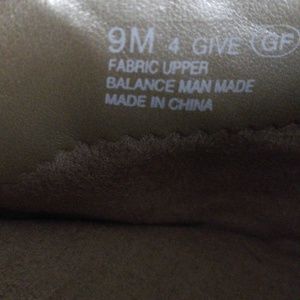 9M 4 GIVE GF
FABRIC UPPER
BALANCE MAN MADE
MADE IN CHINA